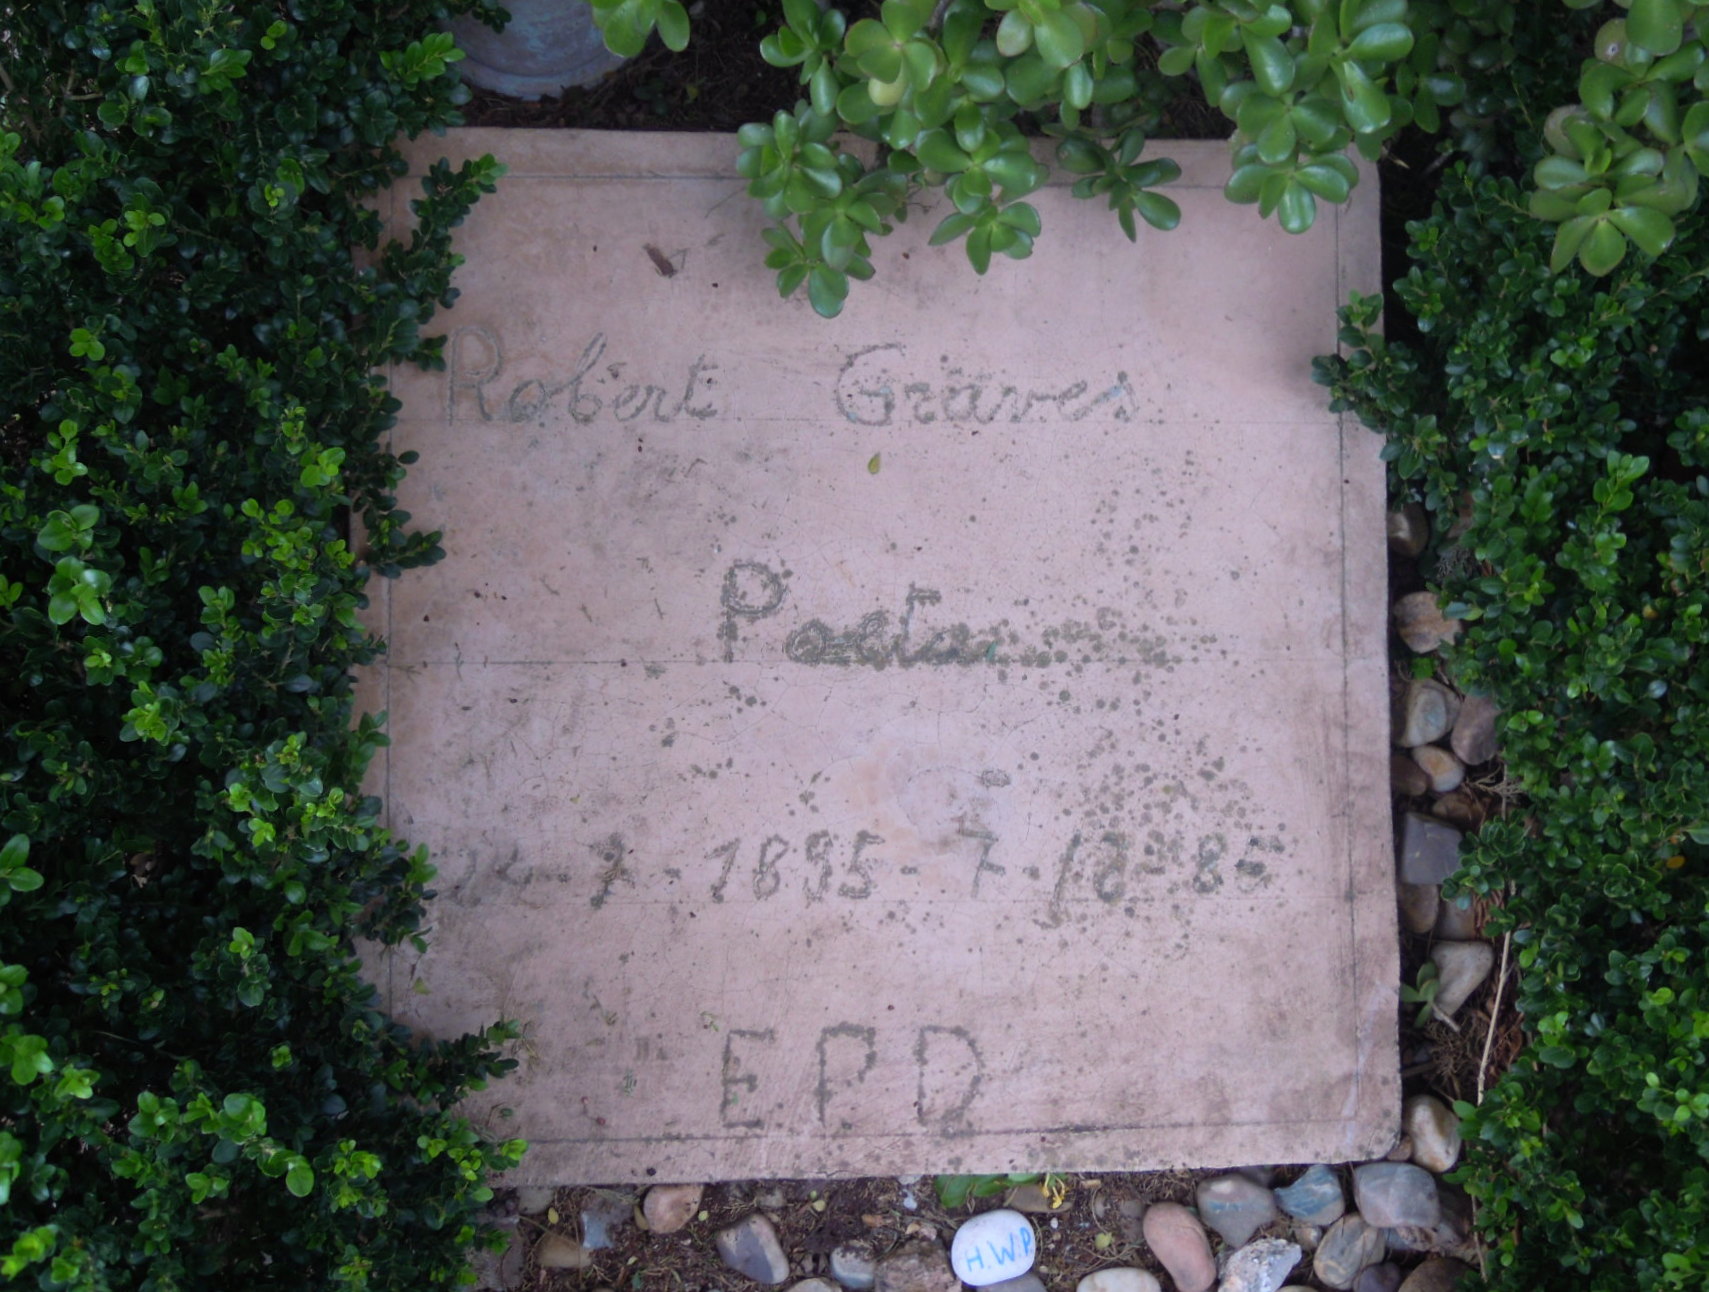 Robert Graves
Poeta
24-7-1895-7-12-85
EPD
H.W.P.